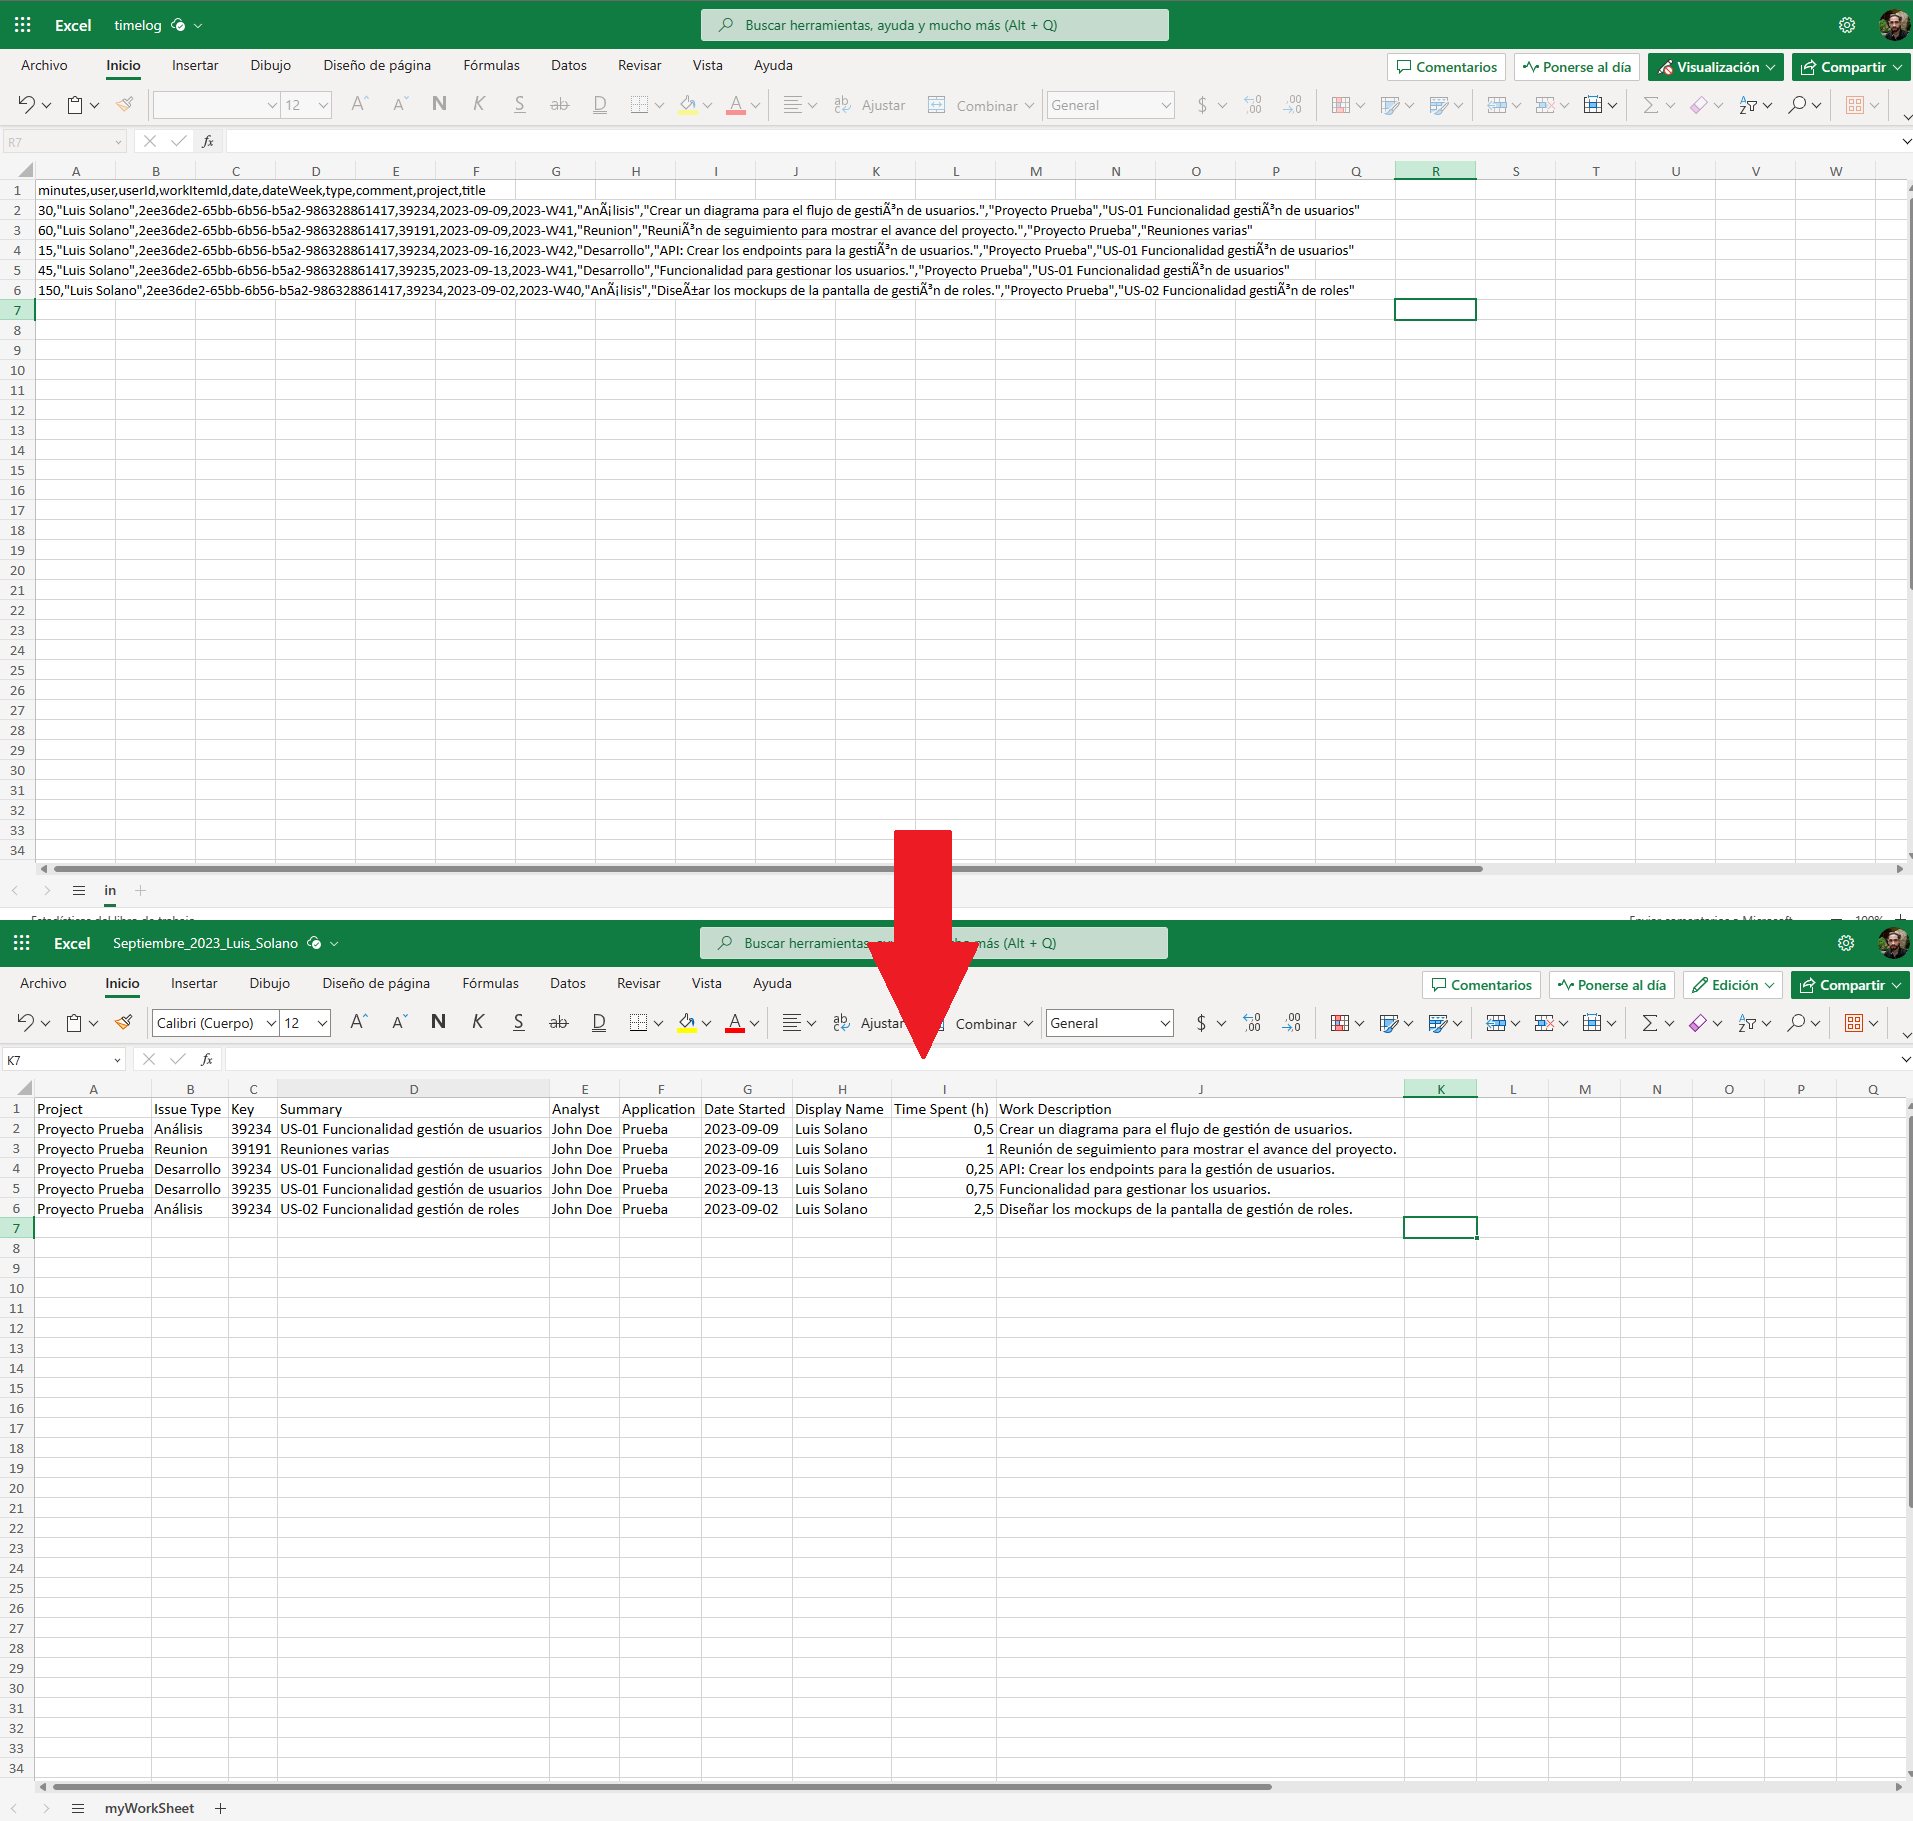 Excel timelog Buscar herramientas, ayuda y mucho más (Alt + Q)
Archivo Inicio Insertar Dibujo Diseño de página Fórmulas Datos Revisar Vista Ayuda Comentarios Ponerse al día Visualización Compartir
12 A A N K S ab D A ab Ajustar Combinar General $
R7 fx
A B C D E F G H I J K L M N O P Q R S T U V W
1 minutes,user,userId,workItemId,date,dateWeek,type,comment,project,title
2 30,"Luis Solano",2ee36de2-65bb-6b56-b5a2-986328861417,39234,2023-09-09,2023-W41,"AnÃ¡lisis","Crear un diagrama para el flujo de gestiÃ³n de usuarios.","Proyecto Prueba","US-01 Funcionalidad gestiÃ³n de usuarios"
3 60,"Luis Solano",2ee36de2-65bb-6b56-b5a2-986328861417,39191,2023-09-09,2023-W41,"Reunion","ReuniÃ³n de seguimiento para mostrar el avance del proyecto.","Proyecto Prueba","Reuniones varias"
4 15,"Luis Solano",2ee36de2-65bb-6b56-b5a2-986328861417,39234,2023-09-16,2023-W42,"Desarrollo","API: Crear los endpoints para la gestiÃ³n de usuarios.","Proyecto Prueba","US-01 Funcionalidad gestiÃ³n de usuarios"
5 45,"Luis Solano",2ee36de2-65bb-6b56-b5a2-986328861417,39235,2023-09-13,2023-W41,"Desarrollo","Funcionalidad para gestionar los usuarios.","Proyecto Prueba","US-01 Funcionalidad gestiÃ³n de usuarios"
6 150,"Luis Solano",2ee36de2-65bb-6b56-b5a2-986328861417,39234,2023-09-02,2023-W40,"AnÃ¡lisis","DiseÃ±ar los mockups de la pantalla de gestiÃ³n de roles.","Proyecto Prueba","US-02 Funcionalidad gestiÃ³n de roles"
7
8
9
10
11
12
13
14
15
16
17
18
19
20
21
22
23
24
25
26
27
28
29
30
31
32
33
34
in
Estadísticas del libro de trabajo Enviar comentarios a Microsoft 100%
Excel Septiembre_2023_Luis_Solano Buscar herramientas, más (Alt + Q)
Archivo Inicio Insertar Dibujo Diseño de página Fórmulas Datos Revisar Vista Ayuda Comentarios Ponerse al día Edición Compartir
Calibri (Cuerpo) 12 A A N K S ab D A ab Ajustar Combinar General $
K7 fx
A B C D E F G H I J K L M N O P Q
1 Project Issue Type Key Summary Analyst Application Date Started Display Name Time Spent (h) Work Description
2 Proyecto Prueba Análisis 39234 US-01 Funcionalidad gestión de usuarios John Doe Prueba 2023-09-09 Luis Solano 0,5 Crear un diagrama para el flujo de gestión de usuarios.
3 Proyecto Prueba Reunion 39191 Reuniones varias John Doe Prueba 2023-09-09 Luis Solano 1 Reunión de seguimiento para mostrar el avance del proyecto.
4 Proyecto Prueba Desarrollo 39234 US-01 Funcionalidad gestión de usuarios John Doe Prueba 2023-09-16 Luis Solano 0,25 API: Crear los endpoints para la gestión de usuarios.
5 Proyecto Prueba Desarrollo 39235 US-01 Funcionalidad gestión de usuarios John Doe Prueba 2023-09-13 Luis Solano 0,75 Funcionalidad para gestionar los usuarios.
6 Proyecto Prueba Análisis 39234 US-02 Funcionalidad gestión de roles John Doe Prueba 2023-09-02 Luis Solano 2,5 Diseñar los mockups de la pantalla de gestión de roles.
7
8
9
10
11
12
13
14
15
16
17
18
19
20
21
22
23
24
25
26
27
28
29
30
31
32
33
34
myWorkSheet